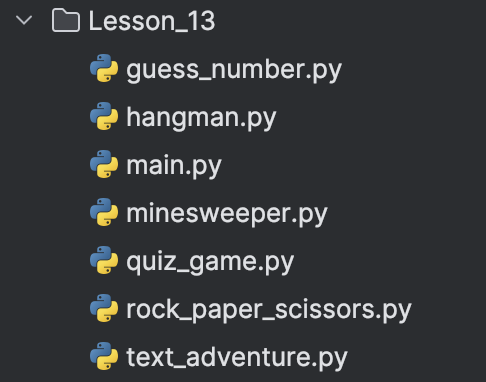 Lesson_13
guess_number.py
hangman.py
main.py
minesweeper.py
quiz_game.py
rock_paper_scissors.py
text_adventure.py